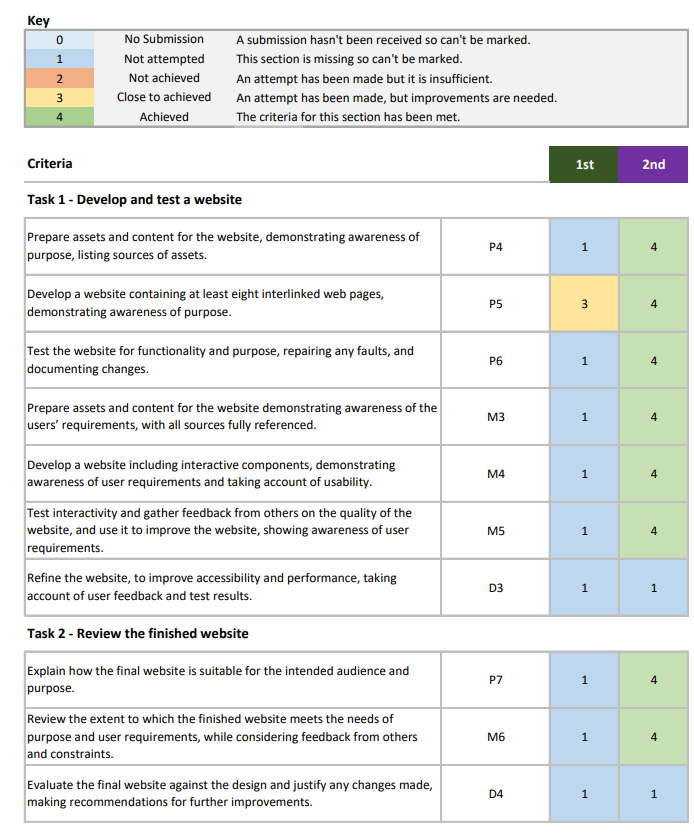 Key
0 No Submission A submission hasn't been received so can't be marked.
1 Not attempted This section is missing so can't be marked.
2 Not achieved An attempt has been made but it is insufficient.
3 Close to achieved An attempt has been made, but improvements are needed.
4 Achieved The criteria for this section has been met.
Criteria 1st 2nd
Task 1 - Develop and test a website
Prepare assets and content for the website, demonstrating awareness of
purpose, listing sources of assets.
P4 1 4
Develop a website containing at least eight interlinked web pages,
demonstrating awareness of purpose.
P5 3 4
Test the website for functionality and purpose, repairing any faults, and
documenting changes.
P6 1 4
Prepare assets and content for the website demonstrating awareness of the
users' requirements, with all sources fully referenced.
M3 1 4
Develop a website including interactive components, demonstrating
awareness of user requirements and taking account of usability.
M4 1 4
Test interactivity and gather feedback from others on the quality of the
website, and use it to improve the website, showing awareness of user
requirements.
M5 1 4
Refine the website, to improve accessibility and performance, taking
account of user feedback and test results.
D3 1 1
Task 2 - Review the finished website
Explain how the final website is suitable for the intended audience and
purpose.
P7 1 4
Review the extent to which the finished website meets the needs of
purpose and user requirements, while considering feedback from others
and constraints.
M6 1 4
Evaluate the final website against the design and justify any changes made,
making recommendations for further improvements.
D4 1 1